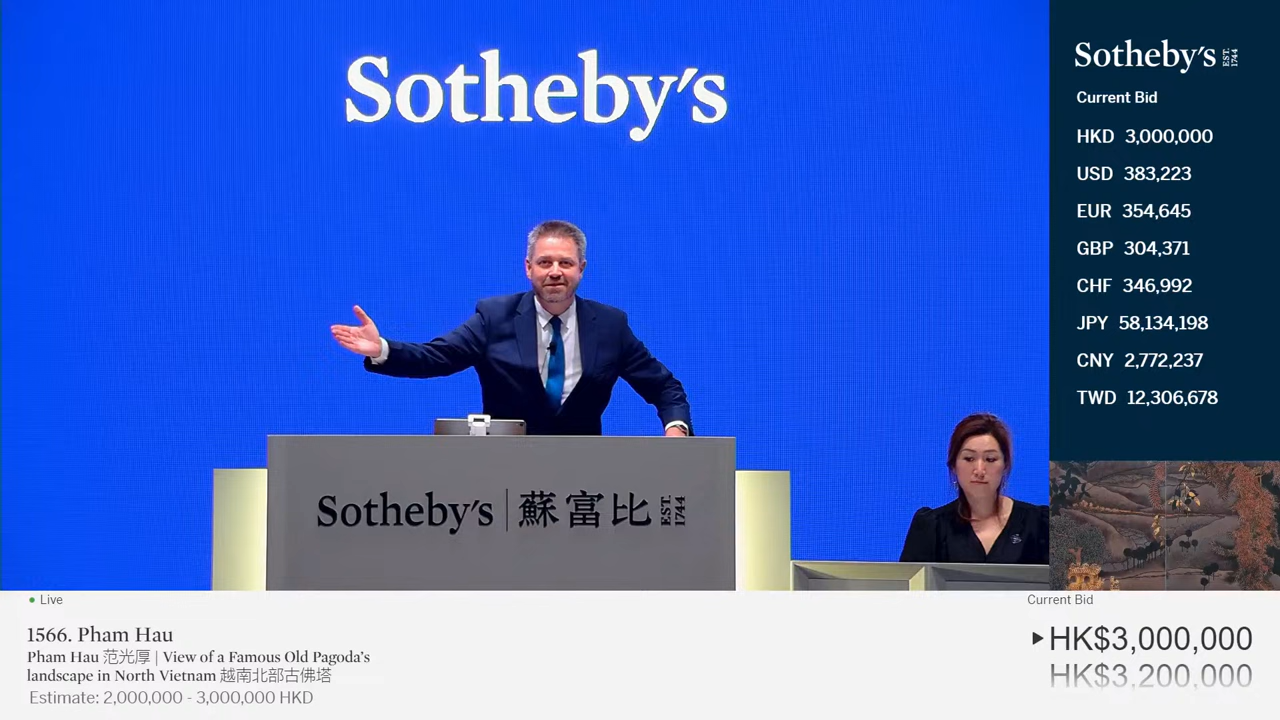 Sotheby's
Sotheby's | 蘇富比 EST. 1744
Sotheby's EST. 1744
Current Bid
HKD 3,000,000
USD 383,223
EUR 354,645
GBP 304,371
CHF 346,992
JPY 58,134,198
CNY 2,772,237
TWD 12,306,678
Live
1566. Pham Hau
Pham Hau 范光厚 | View of a Famous Old Pagoda's
landscape in North Vietnam 越南北部古佛塔
Estimate: 2,000,000 - 3,000,000 HKD
Current Bid
HK$3,000,000
HK$3,200,000